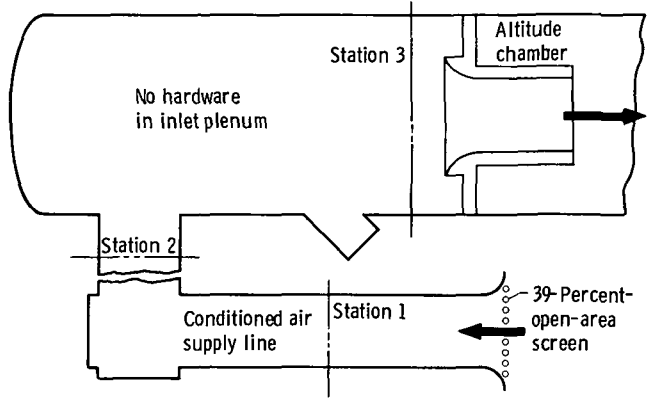 Altitude
chamber
Station 3
No hardware
in inlet plenum
Station 2
Station 1
Conditioned air
supply line
39-Percent-
open-area
screen